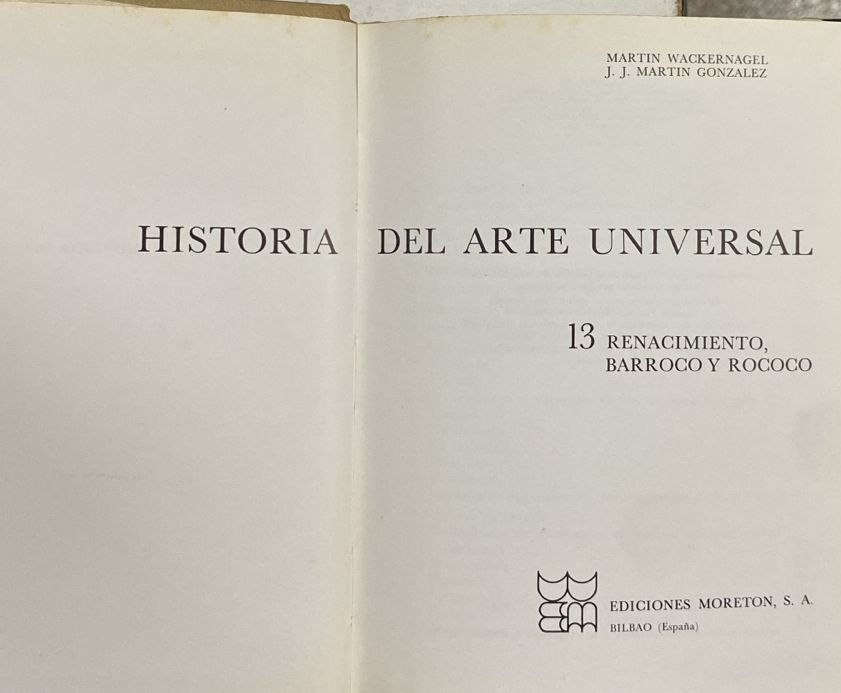 MARTIN WACKERNAGEL
J. J. MARTIN GONZALEZ
HISTORIA DEL ARTE UNIVERSAL
13 RENACIMIENTO,
BARROCO Y ROCOCO
EDICIONES MORETON, S. A.
BILBAO (España)